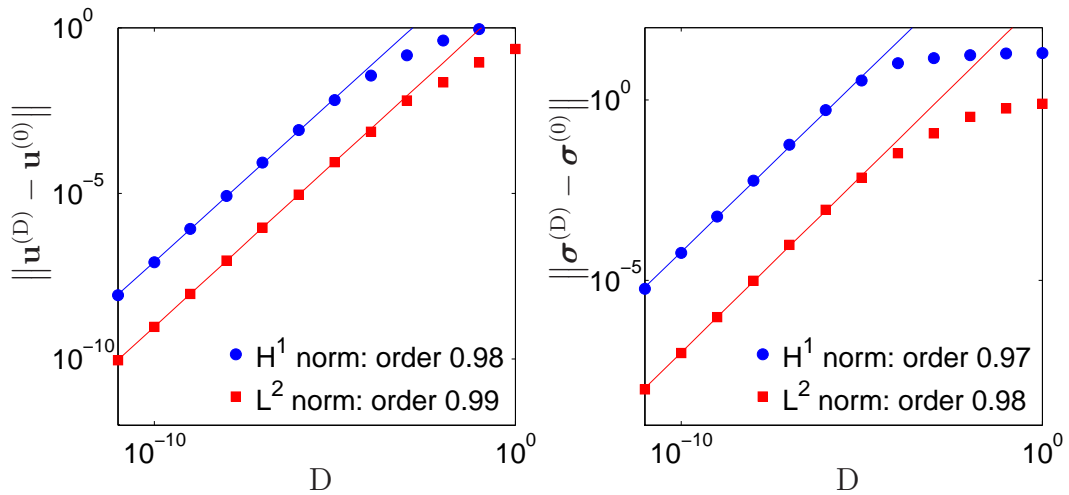 10^0
10^-5
10^-10
‖u^(D) − u^(0)‖
H^1 norm: order 0.98
L^2 norm: order 0.99
10^-10
10^0
D
10^0
10^-5
‖σ^(D) − σ^(0)‖
H^1 norm: order 0.97
L^2 norm: order 0.98
10^-10
10^0
D